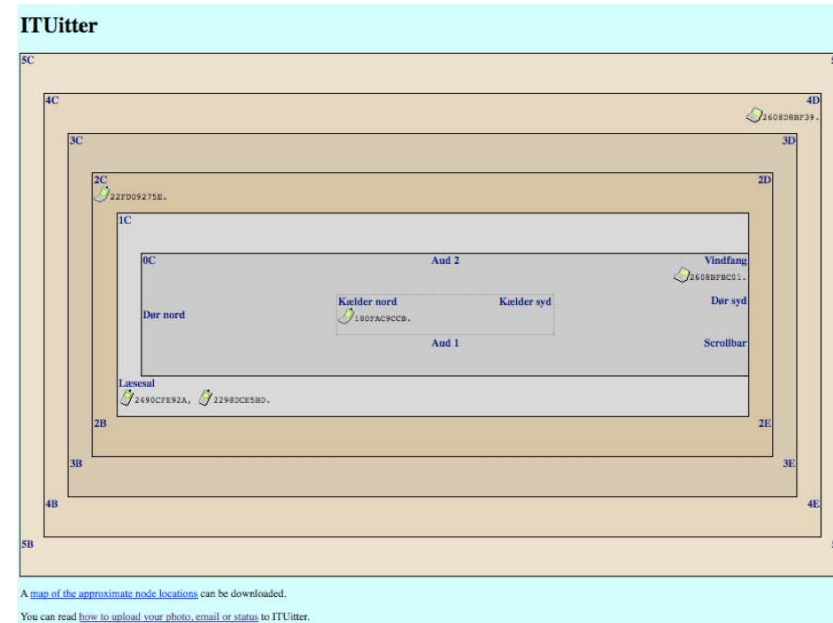 ITUitter
5C
4C 4D
2608D8BF39.
3C 3D
2C 2D
22FD09275E.
1C
0C Aud 2 Vindfang
2608BFBC01.
Kælder nord Kælder syd Dør syd
Dør nord 180FAC9CCB.
Aud 1 Scrollbar
Læsesal
2490CFE92A, 2298DCE5BD.
2B 2E
3B 3E
4B 4E
5B
A map of the approximate node locations can be downloaded.
You can read how to upload your photo, email or status to ITUitter.